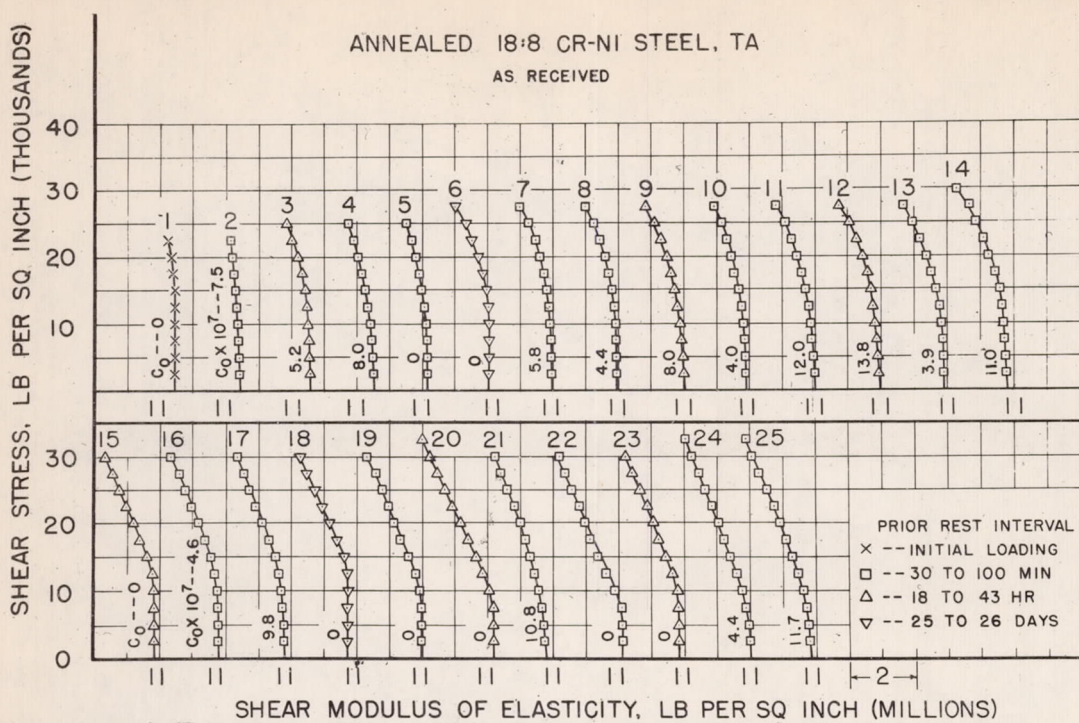 ANNEALED 18:8 CR-NI STEEL, TA
AS RECEIVED
SHEAR STRESS, LB PER SQ INCH (THOUSANDS)
40
30
20
10
0
1 2 3 4 5 6 7 8 9 10 11 12 13 14
C₀--0
C₀ X 10⁷--7.5
5.2
8.0
0
0
5.8
4.4
8.0
4.0
12.0
13.8
3.9
11.0
11 11 11 11 11 11 11 11 11 11 11 11 11 11
30
20
10
0
15 16 17 18 19 20 21 22 23 24 25
C₀--0
C₀ X 10⁷--4.6
9.8
0
0
0
10.8
0
0
4.4
11.7
PRIOR REST INTERVAL
× -- INITIAL LOADING
□ -- 30 TO 100 MIN
△ -- 18 TO 43 HR
▽ -- 25 TO 26 DAYS
11 11 11 11 11 11 11 11 11 11 11
2
SHEAR MODULUS OF ELASTICITY, LB PER SQ INCH (MILLIONS)